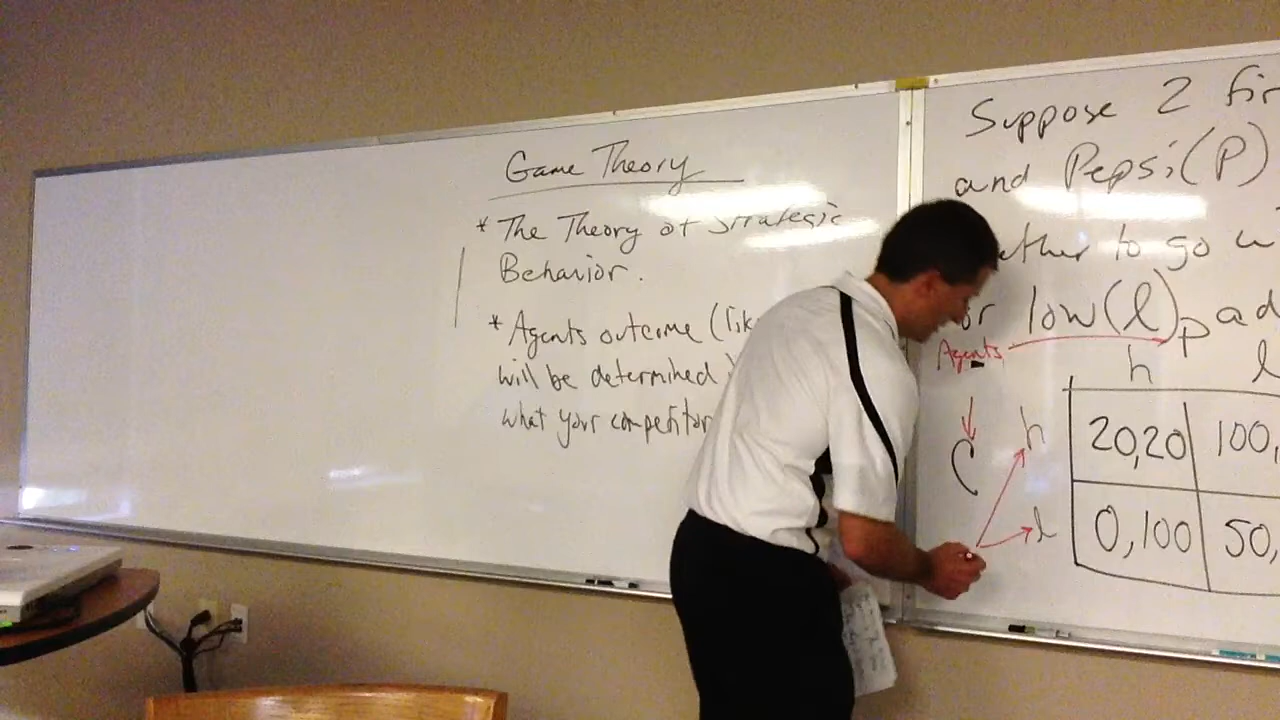 Game Theory
* The Theory of Strategic
Behavior.
* Agents outcome (lik
will be determined
what your competitor
Suppose 2 fir
and Pepsi(P)
ether to go w
or low(l) ad
Agents
P
h l
C h 20,20 100,
l 0,100 50,